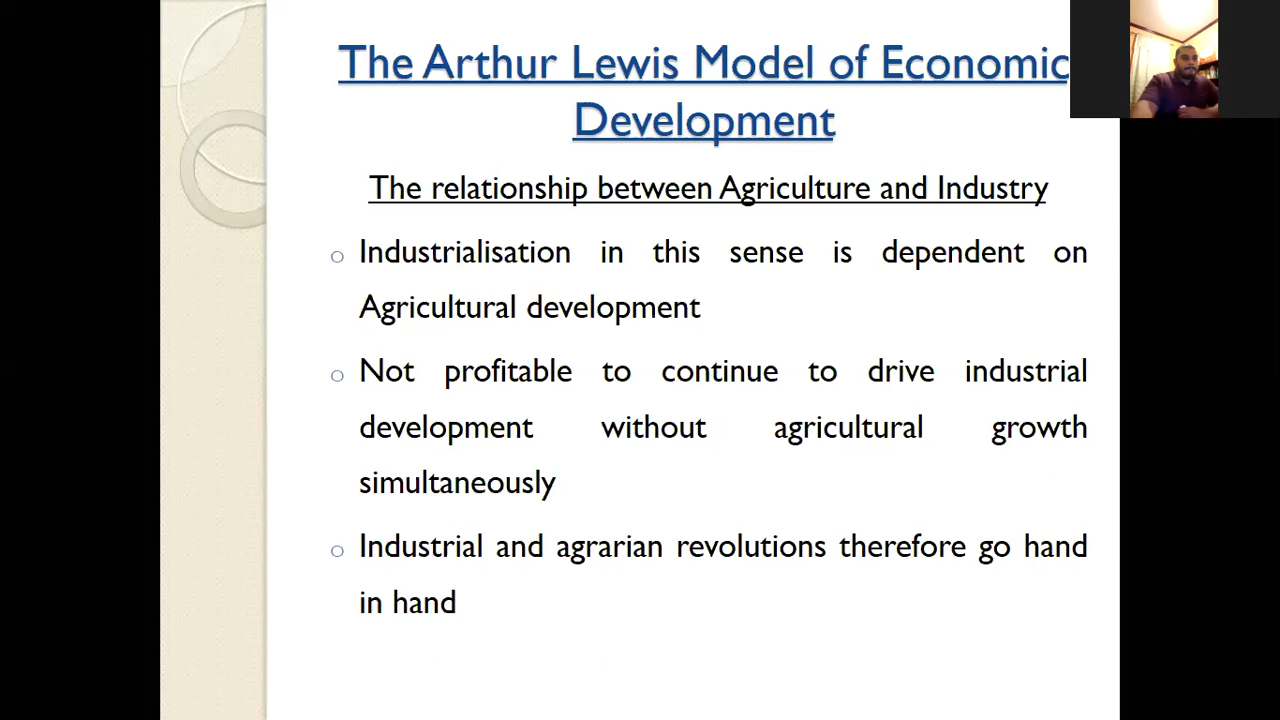 The Arthur Lewis Model of Economic
Development
The relationship between Agriculture and Industry
Industrialisation in this sense is dependent on
Agricultural development
Not profitable to continue to drive industrial
development without agricultural growth
simultaneously
Industrial and agrarian revolutions therefore go hand
in hand